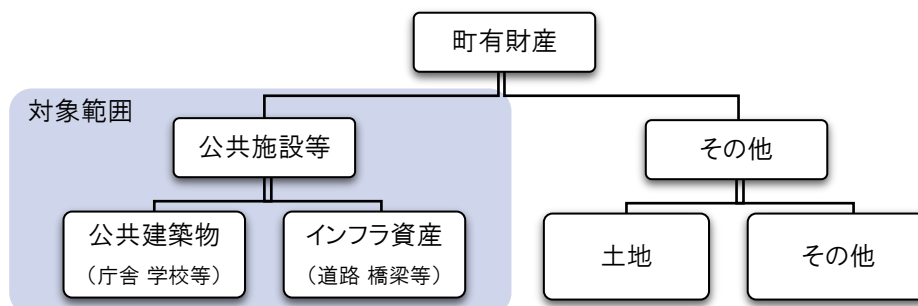 町有財産
対象範囲
公共施設等
その他
公共建築物
（庁舎 学校等）
インフラ資産
（道路 橋梁等）
土地
その他